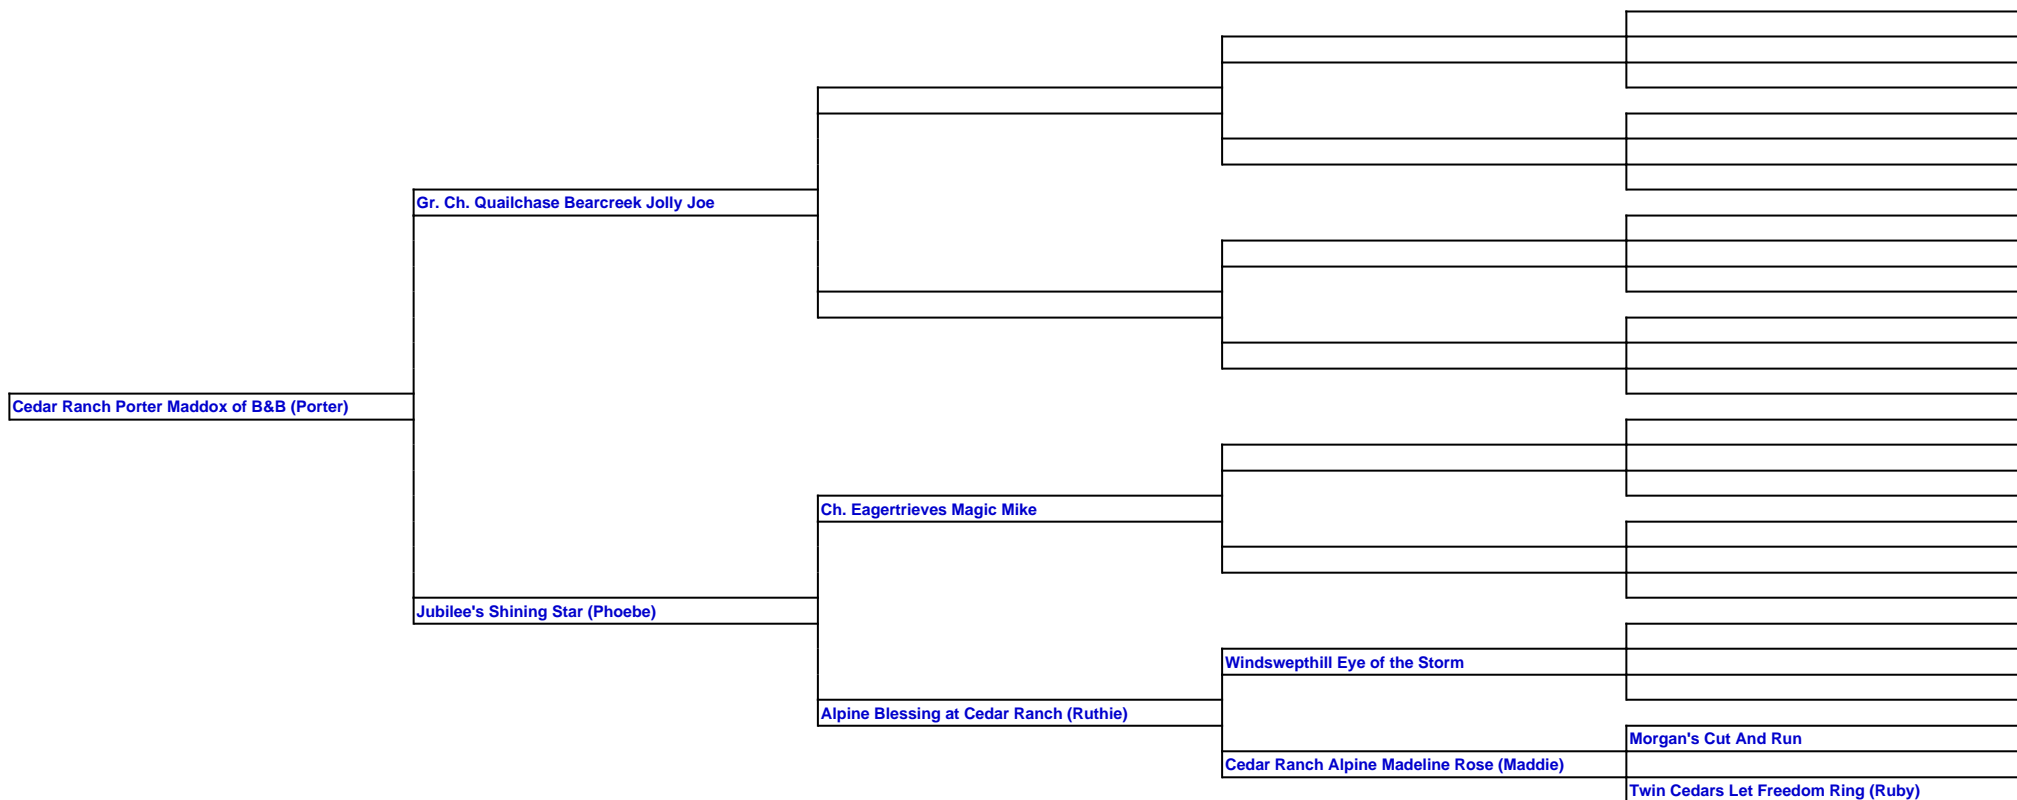 Gr. Ch. Quailchase Bearcreek Jolly Joe
Cedar Ranch Porter Maddox of B&B (Porter)
Ch. Eagertrieves Magic Mike
Jubilee's Shining Star (Phoebe)
Windswepthill Eye of the Storm
Alpine Blessing at Cedar Ranch (Ruthie)
Morgan's Cut And Run
Cedar Ranch Alpine Madeline Rose (Maddie)
Twin Cedars Let Freedom Ring (Ruby)